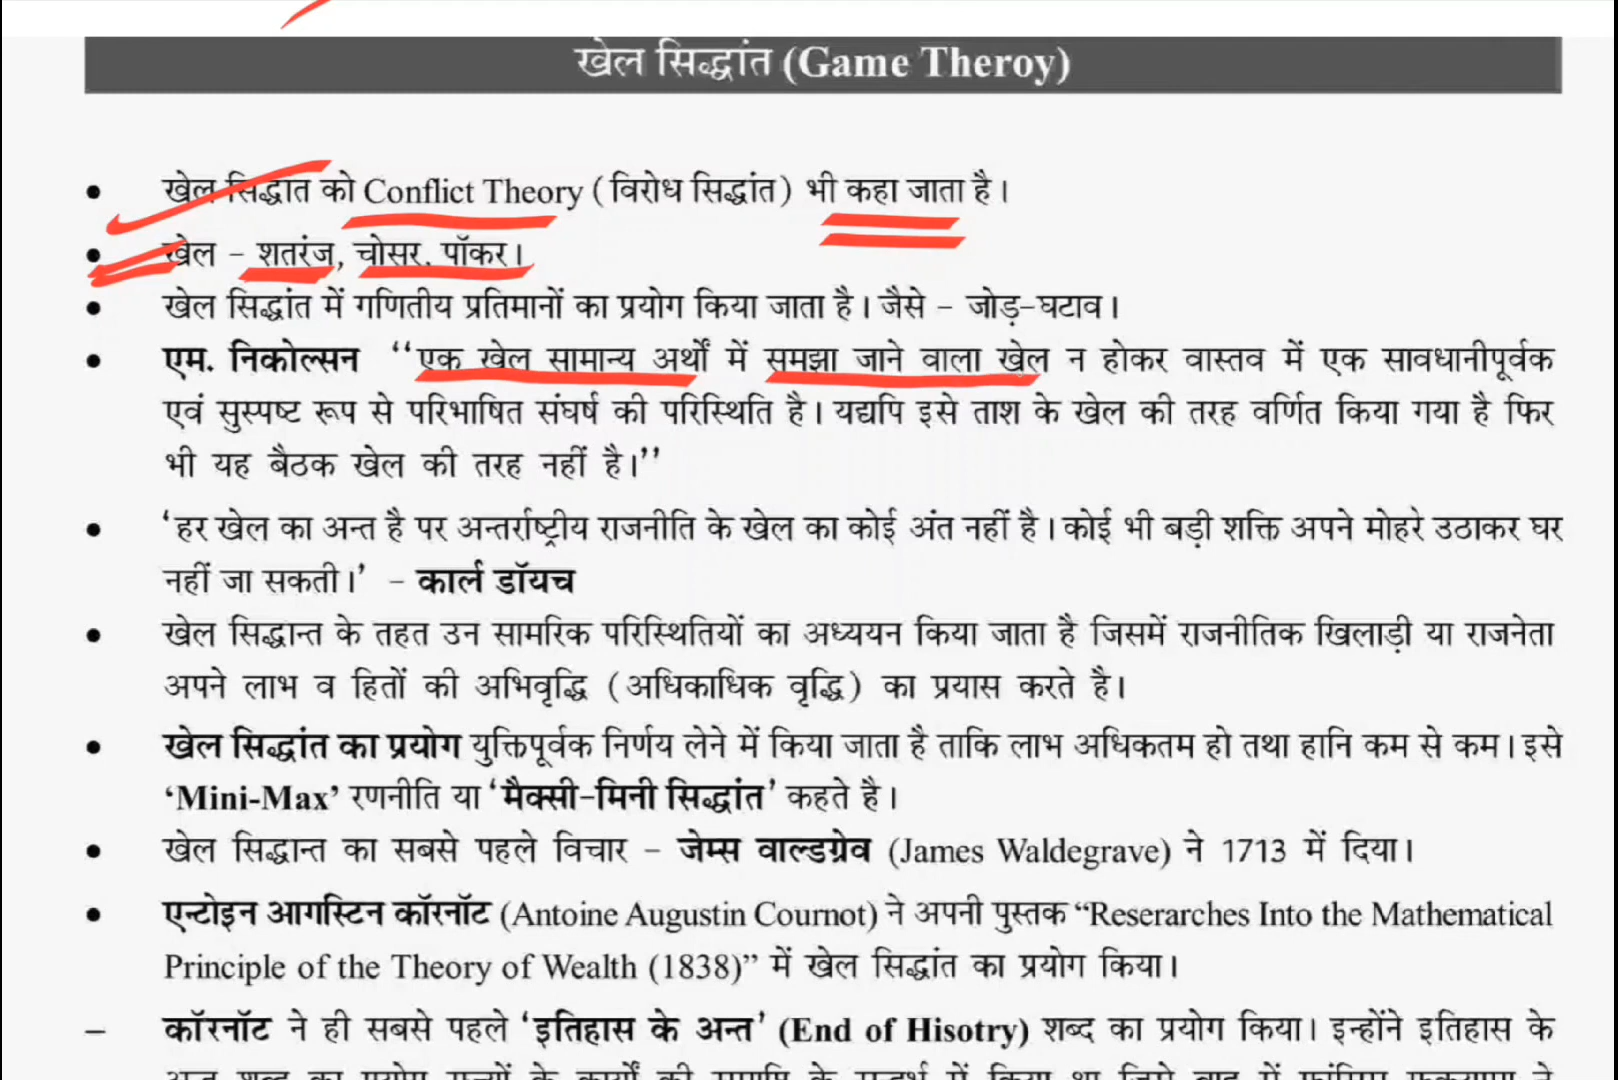 खेल सिद्धांत (Game Theroy)
• खेल सिद्धात को Conflict Theory (विरोध सिद्धांत) भी कहा जाता है।
• खेल – शतरंज, चोसर, पॉकर।
• खेल सिद्धांत में गणितीय प्रतिमानों का प्रयोग किया जाता है। जैसे – जोड़-घटाव।
• एम. निकोल्सन ‘‘एक खेल सामान्य अर्थों में समझा जाने वाला खेल न होकर वास्तव में एक सावधानीपूर्वक
एवं सुस्पष्ट रूप से परिभाषित संघर्ष की परिस्थिति है। यद्यपि इसे ताश के खेल की तरह वर्णित किया गया है फिर
भी यह बैठक खेल की तरह नहीं है।’’
• ‘हर खेल का अन्त है पर अन्तर्राष्ट्रीय राजनीति के खेल का कोई अंत नहीं है। कोई भी बड़ी शक्ति अपने मोहरे उठाकर घर
नहीं जा सकती।’ – कार्ल डॉयच
• खेल सिद्धान्त के तहत उन सामरिक परिस्थितियों का अध्ययन किया जाता है जिसमें राजनीतिक खिलाड़ी या राजनेता
अपने लाभ व हितों की अभिवृद्धि (अधिकाधिक वृद्धि) का प्रयास करते है।
• खेल सिद्धांत का प्रयोग युक्तिपूर्वक निर्णय लेने में किया जाता है ताकि लाभ अधिकतम हो तथा हानि कम से कम। इसे
‘Mini-Max’ रणनीति या ‘मैक्सी-मिनी सिद्धांत’ कहते है।
• खेल सिद्धान्त का सबसे पहले विचार – जेम्स वाल्डग्रेव (James Waldegrave) ने 1713 में दिया।
• एन्टोइन आगस्टिन कॉरनॉट (Antoine Augustin Cournot) ने अपनी पुस्तक “Reserarches Into the Mathematical
Principle of the Theory of Wealth (1838)” में खेल सिद्धांत का प्रयोग किया।
– कॉरनॉट ने ही सबसे पहले ‘इतिहास के अन्त’ (End of Hisotry) शब्द का प्रयोग किया। इन्होंने इतिहास के